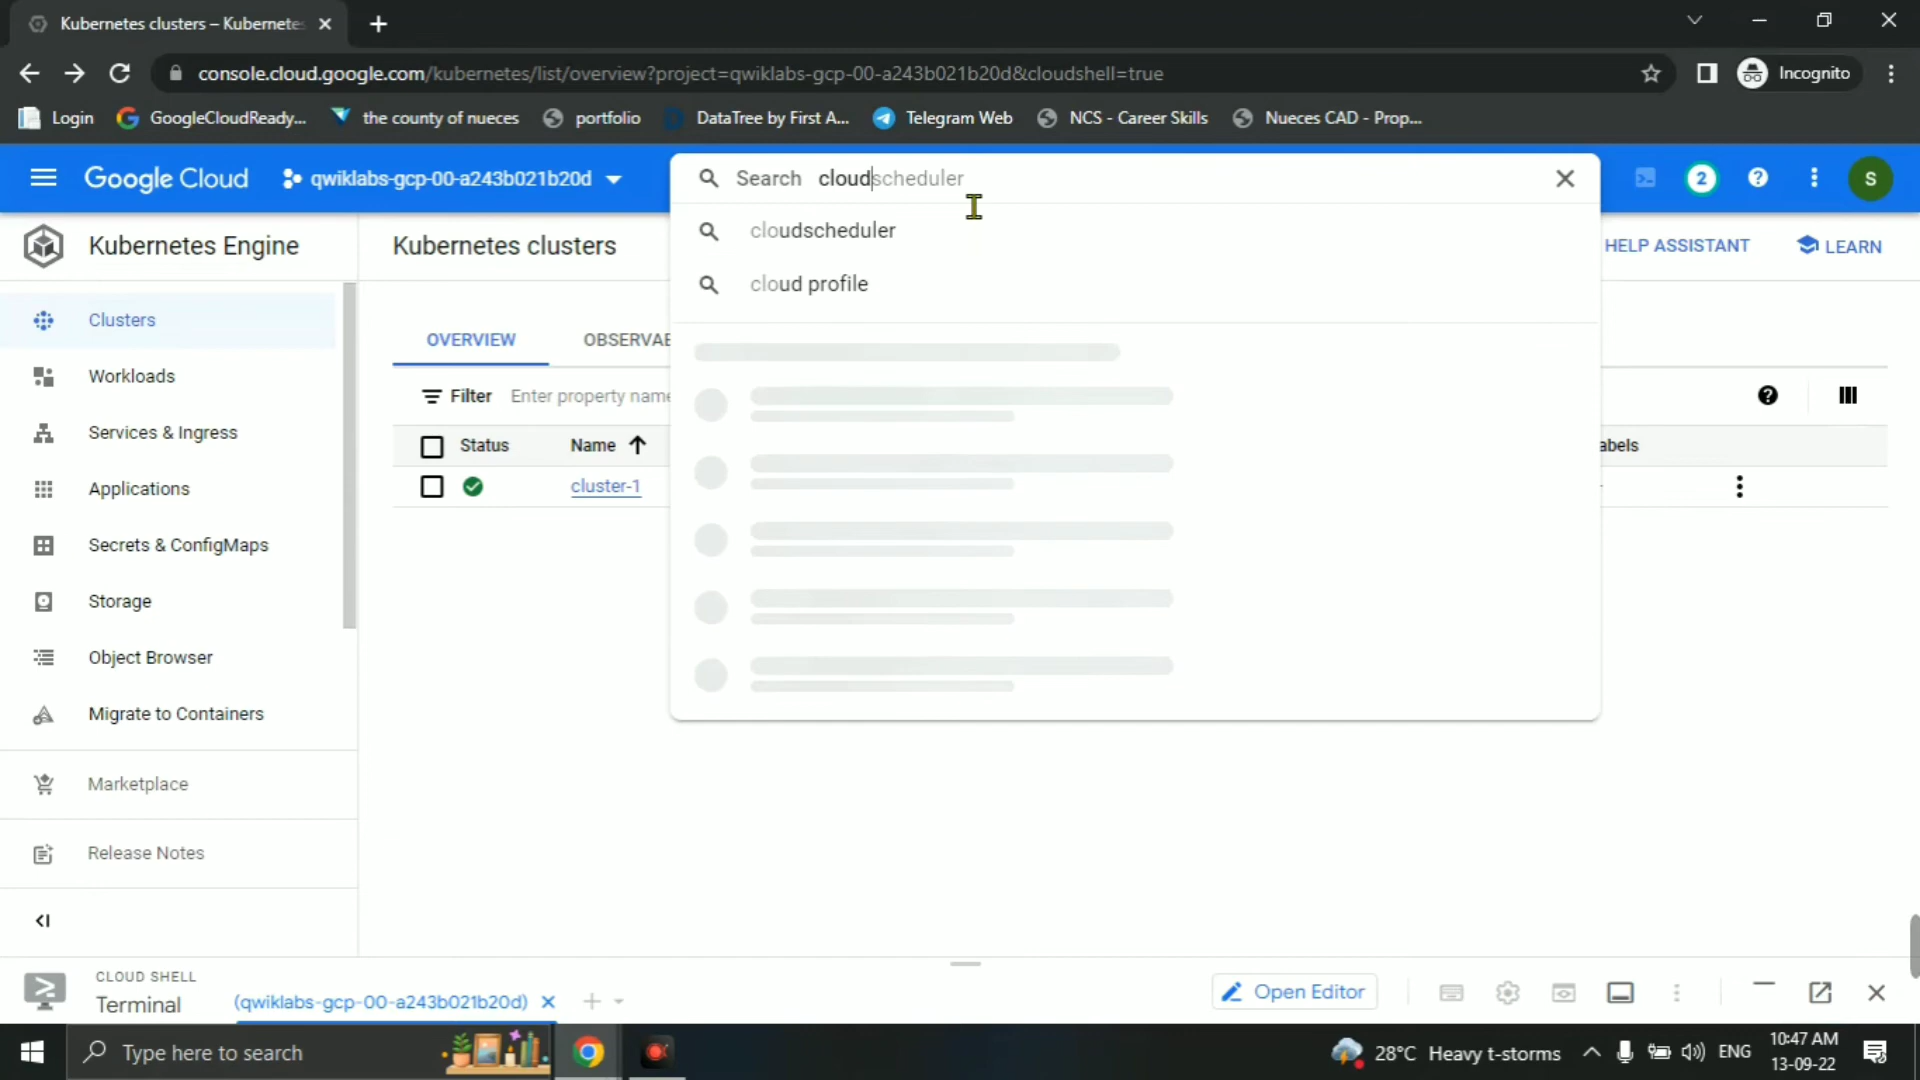 Kubernetes clusters – Kubernete
console.cloud.google.com/kubernetes/list/overview?project=qwiklabs-gcp-00-a243b021b20d&cloudshell=true
Incognito
Login
GoogleCloudReady...
the county of nueces
portfolio
DataTree by First A...
Telegram Web
NCS - Career Skills
Nueces CAD - Prop...
Google Cloud
qwiklabs-gcp-00-a243b021b20d
Search cloudscheduler
2
S
cloudscheduler
cloud profile
Kubernetes Engine
Kubernetes clusters
HELP ASSISTANT
LEARN
Clusters
Workloads
Services & Ingress
Applications
Secrets & ConfigMaps
Storage
Object Browser
Migrate to Containers
Marketplace
Release Notes
OVERVIEW
OBSERVAB
Filter Enter property name
Status
Name
abels
cluster-1
CLOUD SHELL
Terminal
(qwiklabs-gcp-00-a243b021b20d)
Open Editor
Type here to search
28°C Heavy t-storms
ENG
10:47 AM
13-09-22